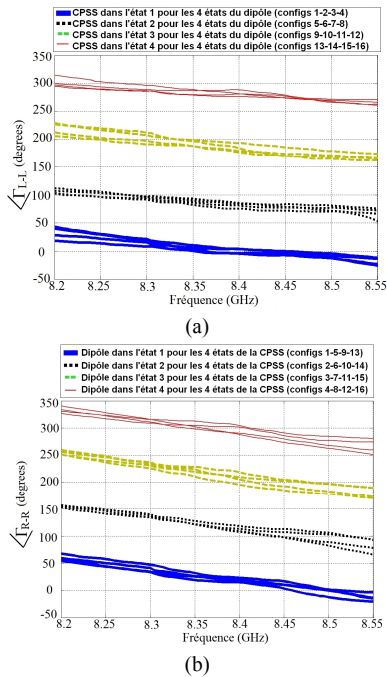 CPSS dans l'état 1 pour les 4 états du dipôle (configs 1-2-3-4)
CPSS dans l'état 2 pour les 4 états du dipôle (configs 5-6-7-8)
CPSS dans l'état 3 pour les 4 états du dipôle (configs 9-10-11-12)
CPSS dans l'état 4 pour les 4 états du dipôle (configs 13-14-15-16)
∠Γ̄L-L (degrees)
350
300
250
200
150
100
50
0
-50
8.2 8.25 8.3 8.35 8.4 8.45 8.5 8.55
Fréquence (GHz)
(a)
Dipôle dans l'état 1 pour les 4 états de la CPSS (configs 1-5-9-13)
Dipôle dans l'état 2 pour les 4 états de la CPSS (configs 2-6-10-14)
Dipôle dans l'état 3 pour les 4 états de la CPSS (configs 3-7-11-15)
Dipôle dans l'état 4 pour les 4 états de la CPSS (configs 4-8-12-16)
∠Γ̄R-R (degrees)
350
300
250
200
150
100
50
0
-50
8.2 8.25 8.3 8.35 8.4 8.45 8.5 8.55
Fréquence (GHz)
(b)